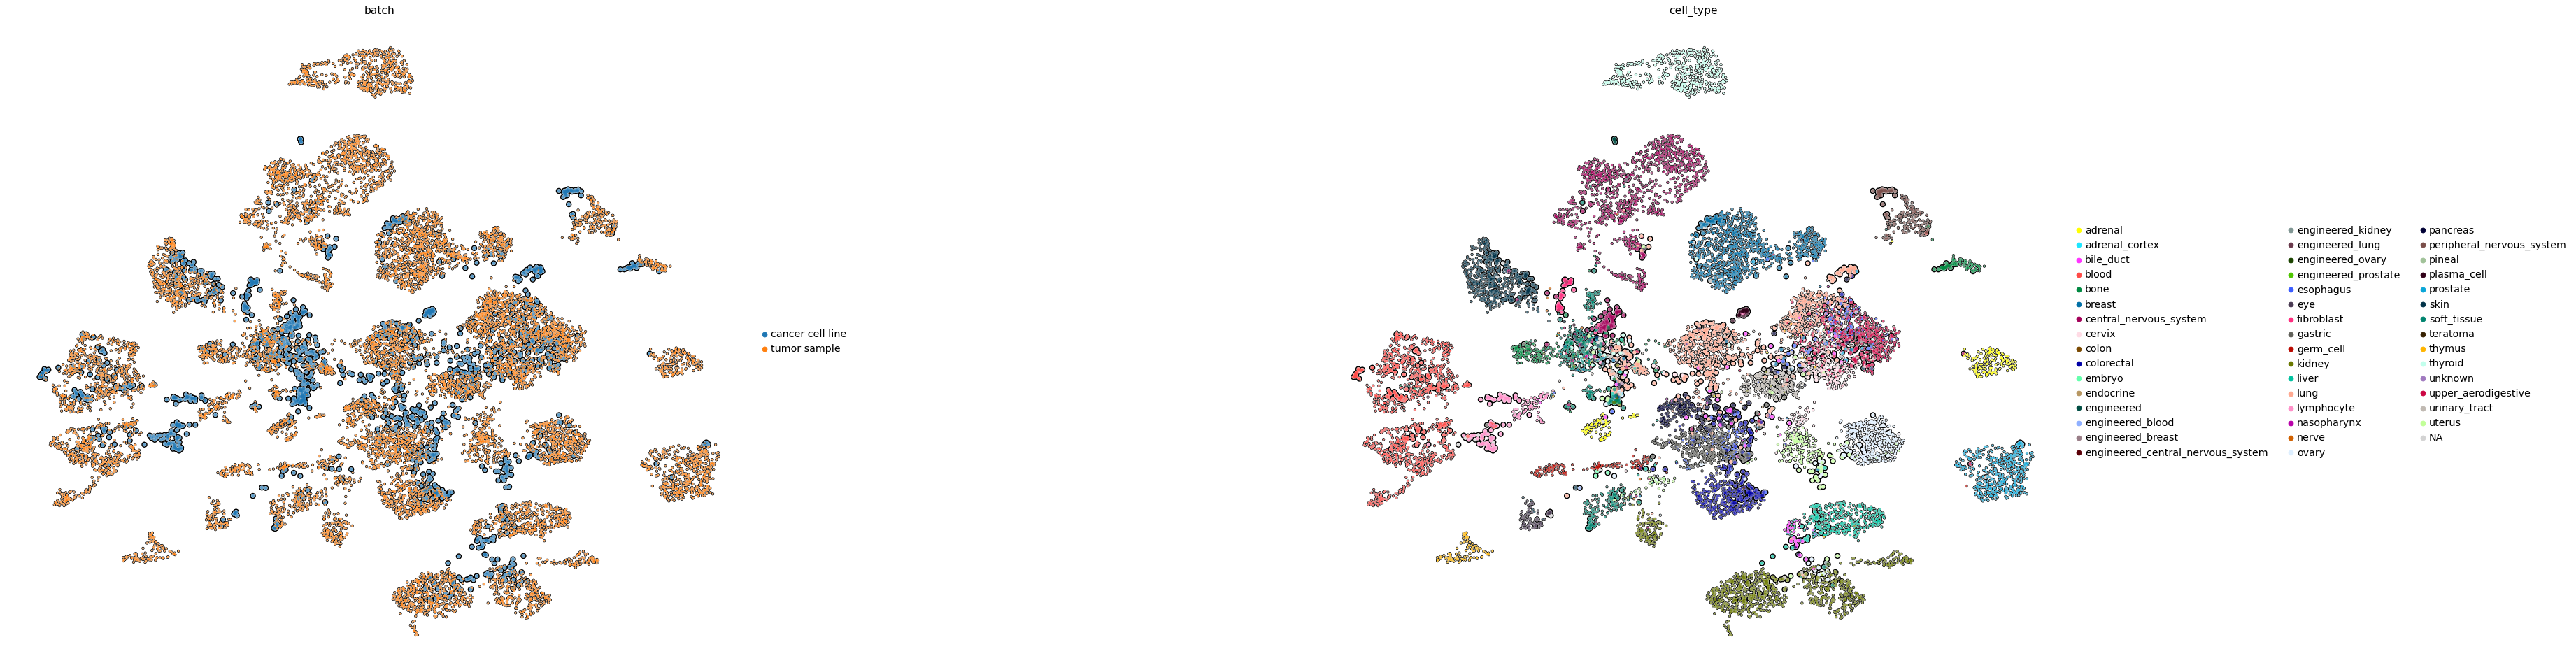 batch
cancer cell line
tumor sample
cell_type
adrenal
adrenal_cortex
bile_duct
blood
bone
breast
central_nervous_system
cervix
colon
colorectal
embryo
endocrine
engineered
engineered_blood
engineered_breast
engineered_central_nervous_system
engineered_kidney
engineered_lung
engineered_ovary
engineered_prostate
esophagus
eye
fibroblast
gastric
germ_cell
kidney
liver
lung
lymphocyte
nasopharynx
nerve
ovary
pancreas
peripheral_nervous_system
pineal
plasma_cell
prostate
skin
soft_tissue
teratoma
thymus
thyroid
unknown
upper_aerodigestive
urinary_tract
uterus
NA